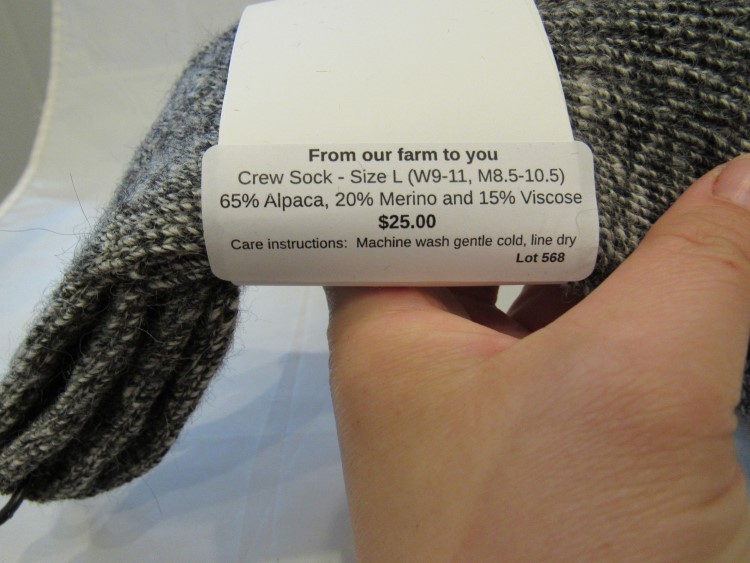 From our farm to you
Crew Sock - Size L (W9-11, M8.5-10.5)
65% Alpaca, 20% Merino and 15% Viscose
$25.00
Care instructions:  Machine wash gentle cold, line dry
Lot 568